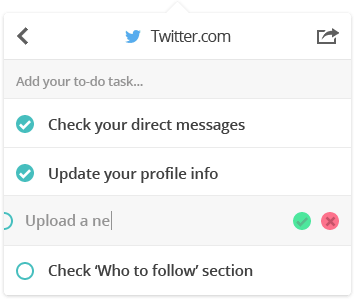 Twitter.com
Add your to-do task...
Check your direct messages
Update your profile info
Upload a ne
Check ‘Who to follow’ section